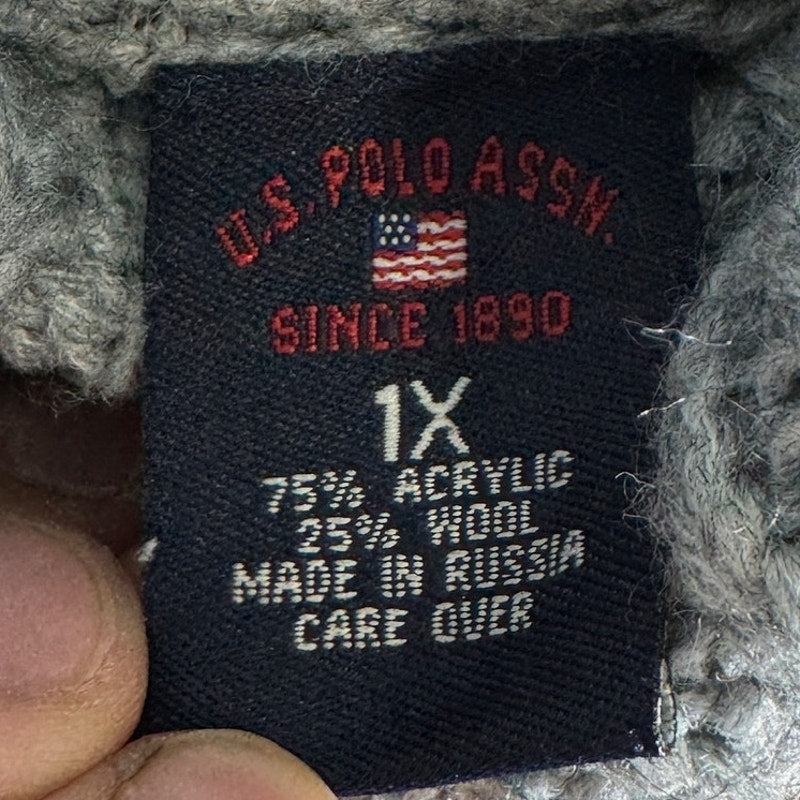 U.S. POLO ASSN.
SINCE 1890
1X
75% ACRYLIC
25% WOOL
MADE IN RUSSIA
CARE OVER